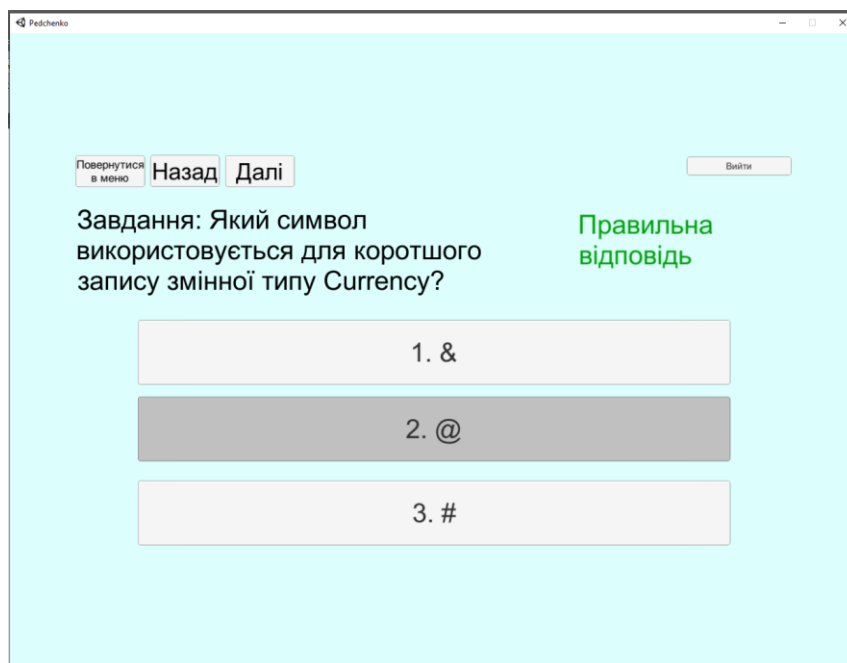 Pedchenko
Повернутися
в меню
Назад
Далі
Вийти
Завдання: Який символ
використовується для коротшого
запису змінної типу Currency?
Правильна
відповідь
1. &
2. @
3. #